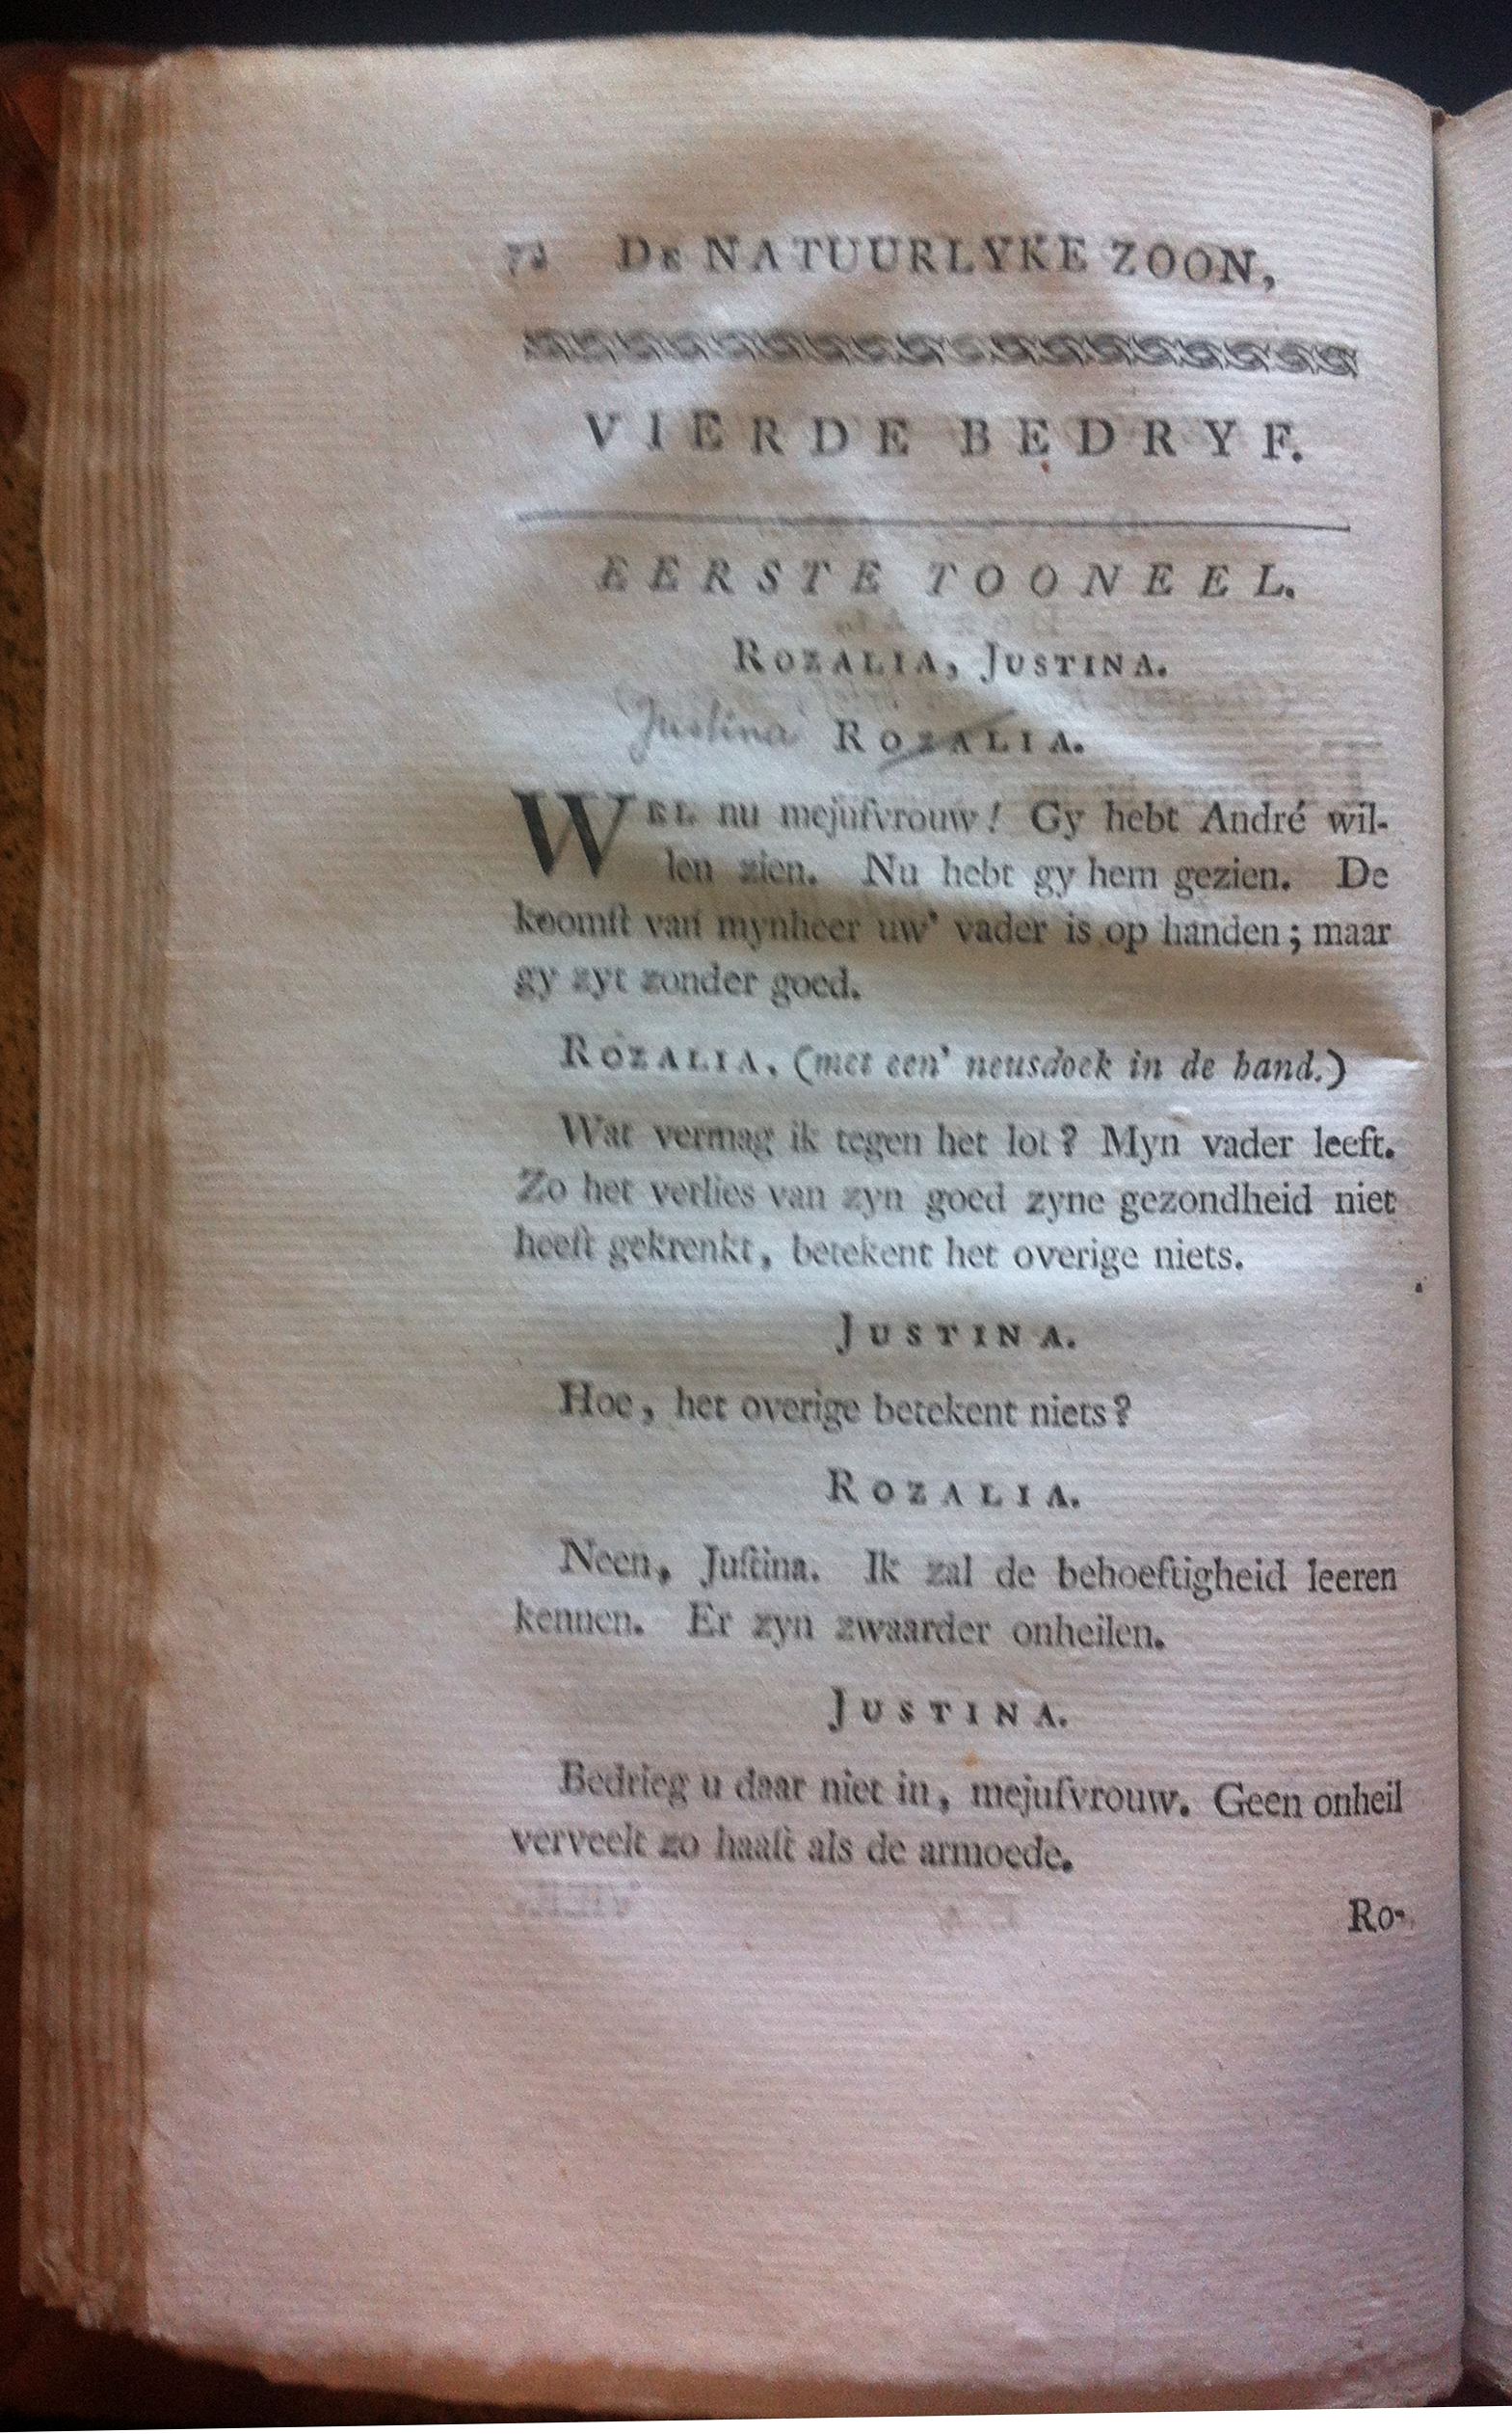 72 DE NATUURLYKE ZOON,
VIERDE BEDRYF.
EERSTE TOONEEL.
ROZALIA, JUSTINA.
Justina ROZALIA.
WEL nu mejufvrouw! Gy hebt André wil-
len zien. Nu hebt gy hem gezien. De
koomſt van mynheer uw' vader is op handen; maar
gy zyt zonder goed.
ROZALIA, (met een' neusdoek in de hand.)
Wat vermag ik tegen het lot? Myn vader leeft.
Zo het verlies van zyn goed zyne gezondheid niet
heeft gekrenkt, betekent het overige niets.
JUSTINA.
Hoe, het overige betekent niets?
ROZALIA.
Neen, Juſtina. Ik zal de behoeftigheid leeren
kennen. Er zyn zwaarder onheilen.
JUSTINA.
Bedrieg u daar niet in, mejufvrouw. Geen onheil
verveelt zo haaſt als de armoede.
Ro-